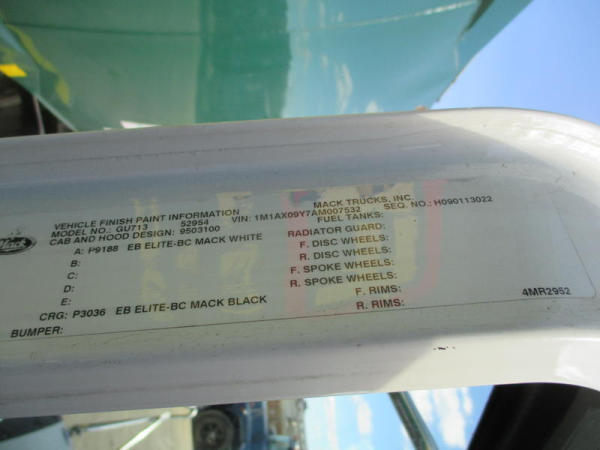 Mack
VEHICLE FINISH PAINT INFORMATION MACK TRUCKS, INC.
MODEL NO.: GU713 52954 VIN: 1M1AX09Y7AM007532 SEQ. NO.: H090113022
CAB AND HOOD DESIGN: 9503100 FUEL TANKS:
A: P9188 EB ELITE-BC MACK WHITE RADIATOR GUARD:
B: F. DISC WHEELS:
C: R. DISC WHEELS:
D: F. SPOKE WHEELS:
E: R. SPOKE WHEELS:
CRG: P3036 EB ELITE-BC MACK BLACK F. RIMS: 4MR2952
BUMPER: R. RIMS: